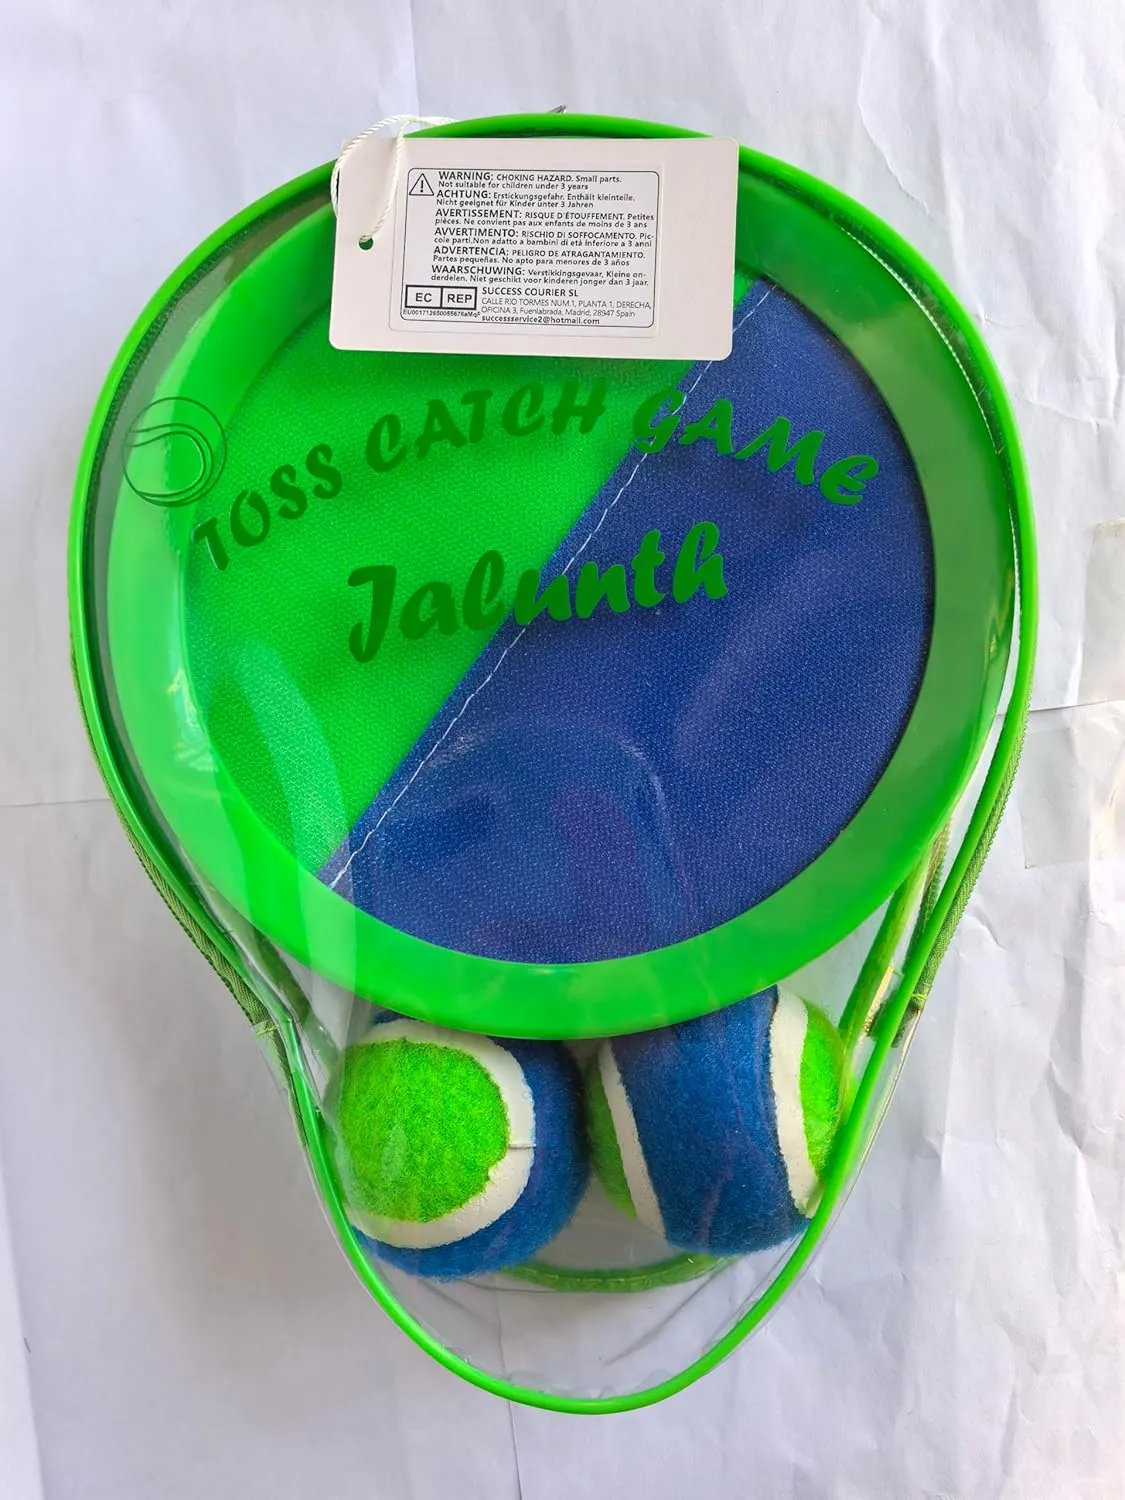 WARNING: CHOKING HAZARD. Small parts.
Not suitable for children under 3 years
ACHTUNG: Erstickungsgefahr. Enthält kleinteile.
Nicht geeignet für Kinder unter 3 Jahren
AVERTISSEMENT: RISQUE D'ÉTOUFFEMENT. Petites
pièces. Ne convient pas aux enfants de moins de 3 ans
AVVERTIMENTO: RISCHIO DI SOFFOCAMENTO. Pic-
cole parti.Non adatto a bambini di età inferiore a 3 anni
ADVERTENCIA: PELIGRO DE ATRAGANTAMIENTO.
Partes pequeñas. No apto para menores de 3 años
WAARSCHUWING: Verstikkingsgevaar, Kleine on-
derdelen. Niet geschikt voor kinderen jonger dan 3 jaar.
EC REP
SUCCESS COURIER SL
CALLE RIO TORMES NUM.1, PLANTA 1, DERECHA,
OFICINA 3, Fuenlabrada, Madrid, 28947 Spain
successservice2@hotmail.com
TOSS CATCH GAME
Jalunth